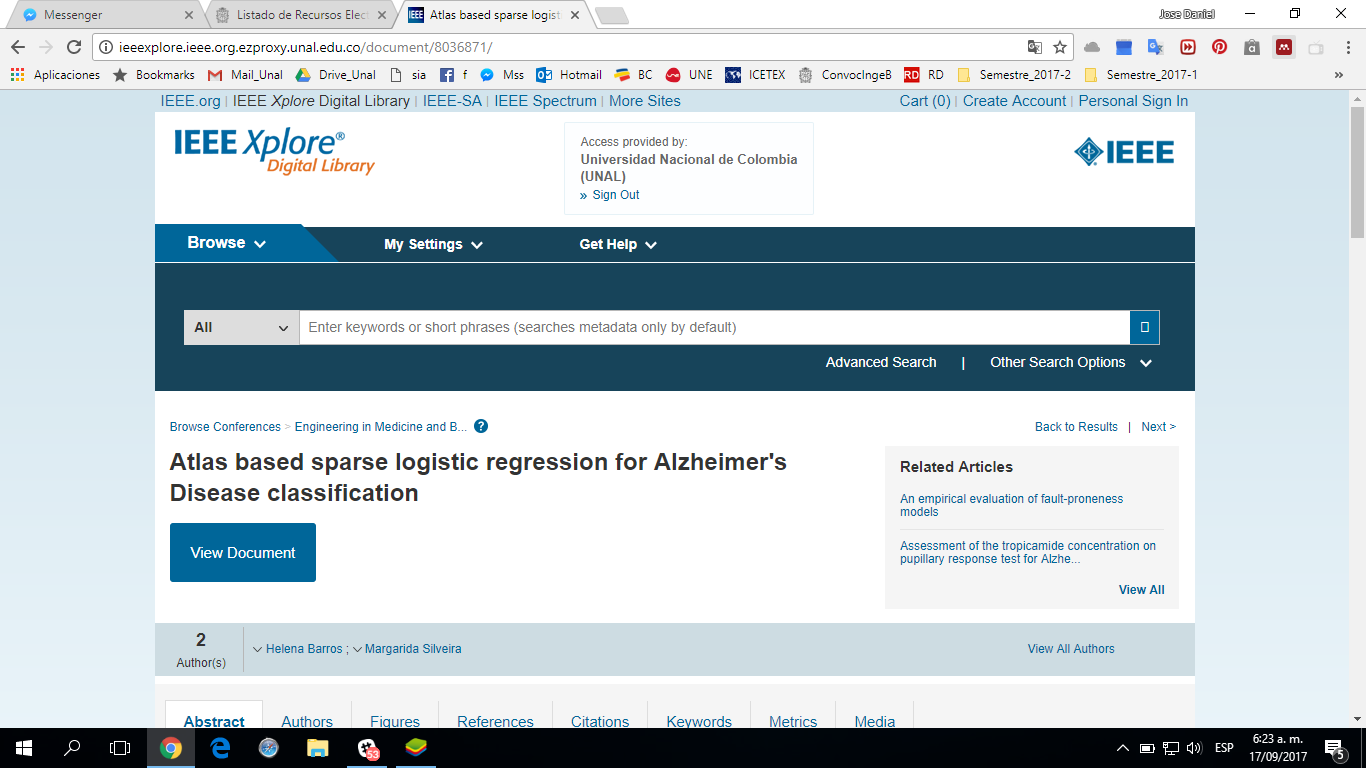 Messenger
Listado de Recursos Elect
Atlas based sparse logist
Jose Daniel
ieeexplore.ieee.org.ezproxy.unal.edu.co/document/8036871/
Aplicaciones Bookmarks Mail_Unal Drive_Unal sia f Mss Hotmail BC UNE ICETEX ConvocIngeB RD RD Semestre_2017-2 Semestre_2017-1 »
IEEE.org | IEEE Xplore Digital Library | IEEE-SA | IEEE Spectrum | More Sites
Cart (0) | Create Account | Personal Sign In
IEEE Xplore®
Digital Library
Access provided by:
Universidad Nacional de Colombia
(UNAL)
» Sign Out
IEEE
Browse My Settings Get Help
All Enter keywords or short phrases (searches metadata only by default)
Advanced Search | Other Search Options
Browse Conferences > Engineering in Medicine and B... ?
Back to Results | Next >
Atlas based sparse logistic regression for Alzheimer's
Disease classification
View Document
Related Articles
An empirical evaluation of fault-proneness
models
Assessment of the tropicamide concentration on
pupillary response test for Alzhe...
View All
2
Author(s)
Helena Barros ; Margarida Silveira
View All Authors
Abstract Authors Figures References Citations Keywords Metrics Media
53
ESP
6:23 a. m.
17/09/2017
5